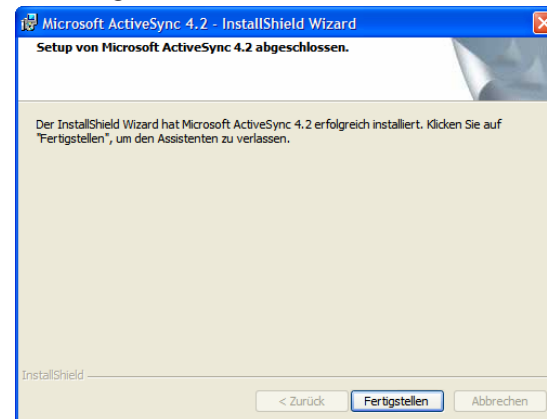 Microsoft ActiveSync 4.2 - InstallShield Wizard
Setup von Microsoft ActiveSync 4.2 abgeschlossen.
Der InstallShield Wizard hat Microsoft ActiveSync 4.2 erfolgreich installiert. Klicken Sie auf
"Fertigstellen", um den Assistenten zu verlassen.
InstallShield
< Zurück Fertigstellen Abbrechen